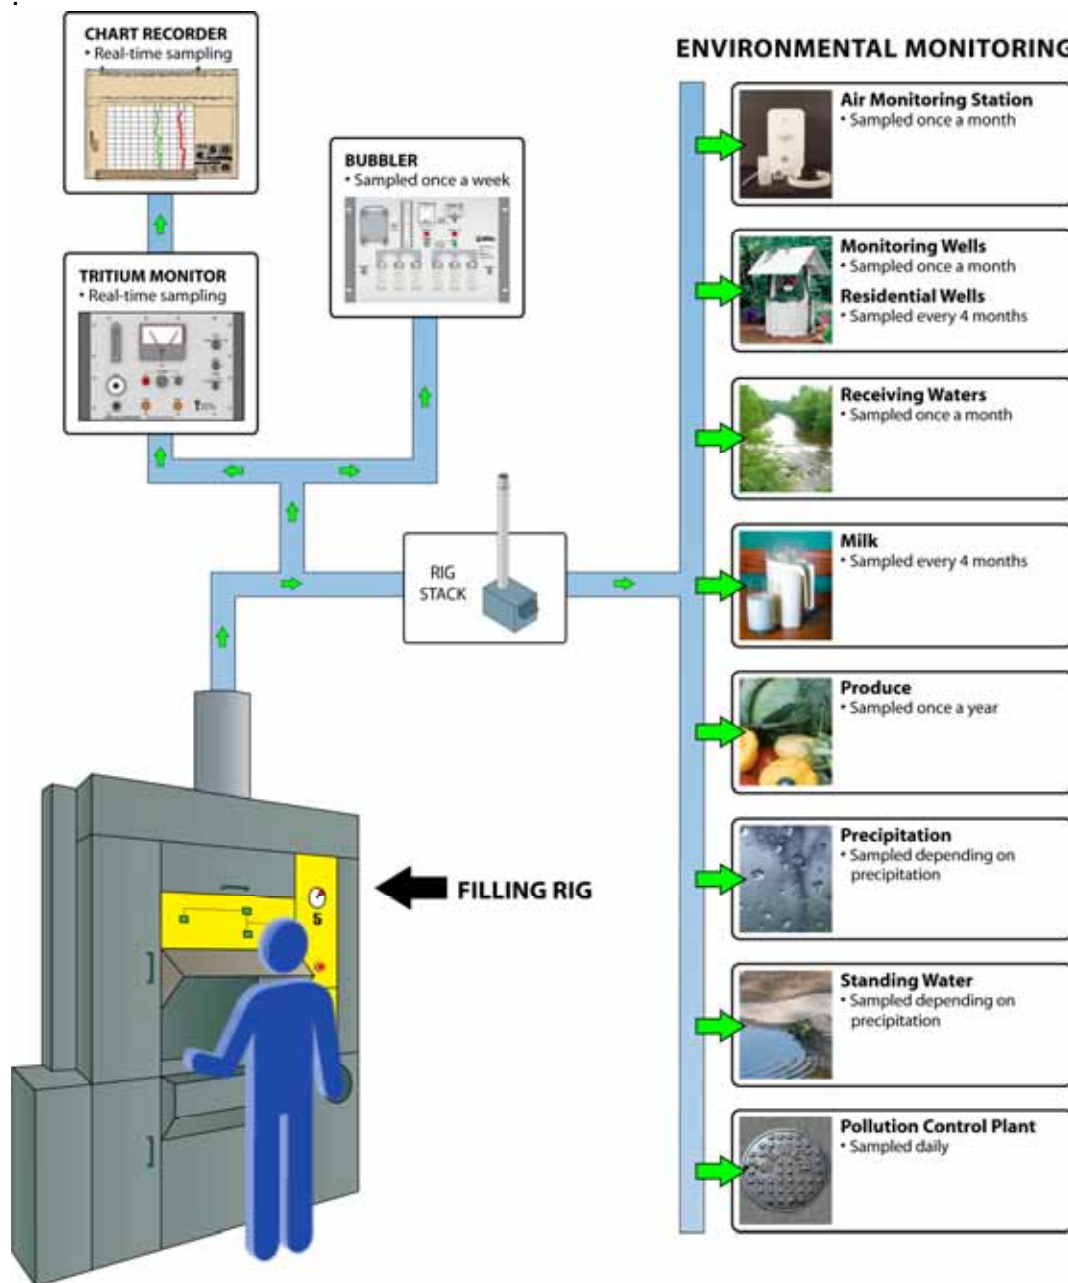 .
CHART RECORDER
• Real-time sampling
BUBBLER
• Sampled once a week
TRITIUM MONITOR
• Real-time sampling
RIG
STACK
5
FILLING RIG
ENVIRONMENTAL MONITORING
Air Monitoring Station
• Sampled once a month
Monitoring Wells
• Sampled once a month
Residential Wells
• Sampled every 4 months
Receiving Waters
• Sampled once a month
Milk
• Sampled every 4 months
Produce
• Sampled once a year
Precipitation
• Sampled depending on
precipitation
Standing Water
• Sampled depending on
precipitation
Pollution Control Plant
• Sampled daily